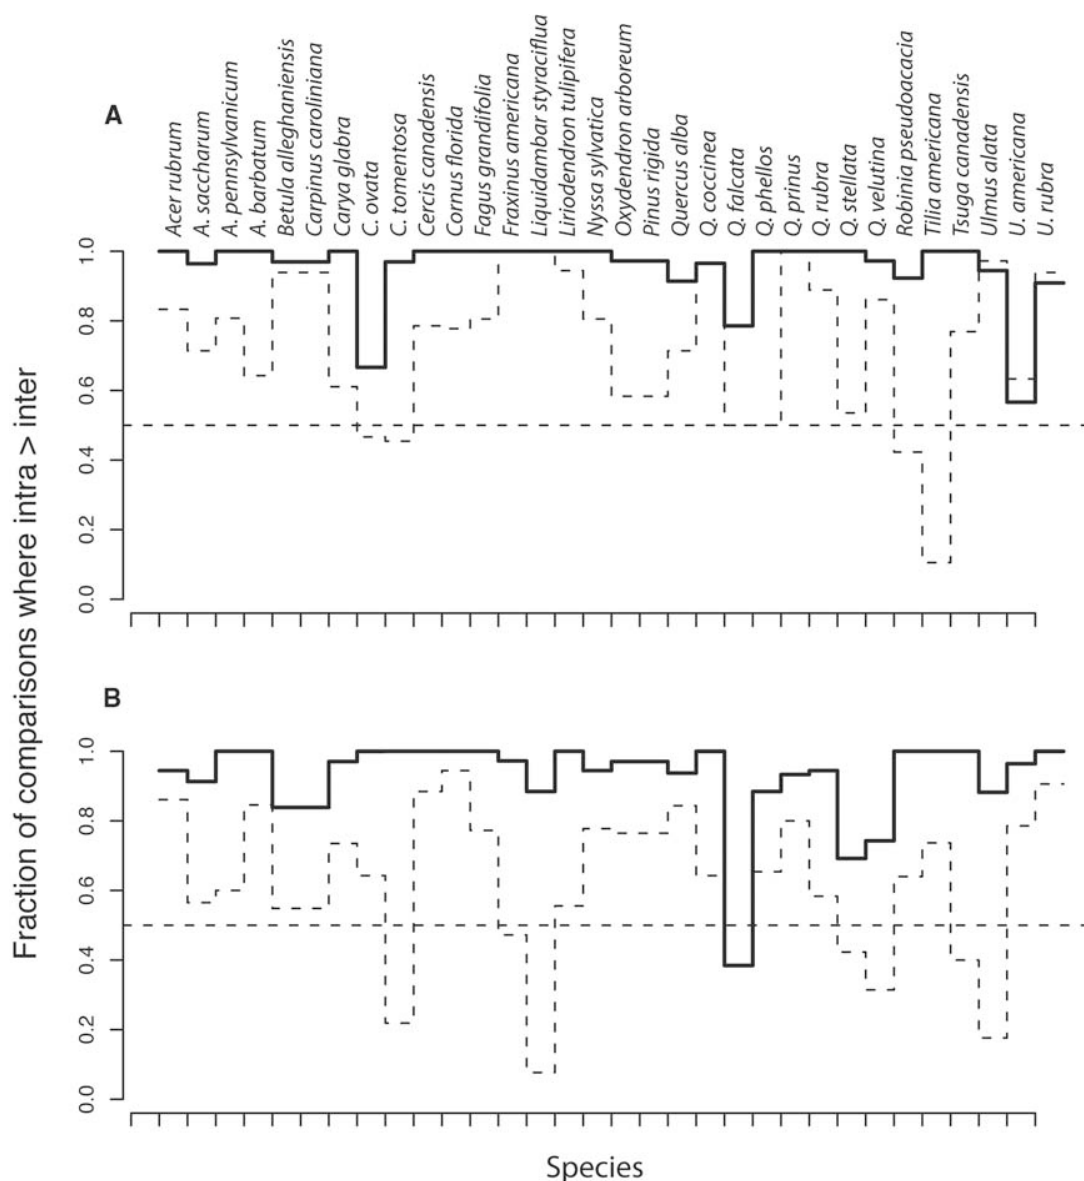 A
Acer rubrum
A. saccharum
A. pensylvanicum
A. barbatum
Betula alleghaniensis
Carpinus caroliniana
Carya glabra
C. ovata
C. tomentosa
Cercis canadensis
Cornus florida
Fagus grandifolia
Fraxinus americana
Liquidambar styraciflua
Liriodendron tulipifera
Nyssa sylvatica
Oxydendron arboreum
Pinus rigida
Quercus alba
Q. coccinea
Q. falcata
Q. phellos
Q. prinus
Q. rubra
Q. stellata
Q. velutina
Robinia pseudoacacia
Tilia americana
Tsuga canadensis
Ulmus alata
U. americana
U. rubra
1.0
0.8
0.6
0.4
0.2
0.0
Fraction of comparisons where intra > inter
B
1.0
0.8
0.6
0.4
0.2
0.0
Species